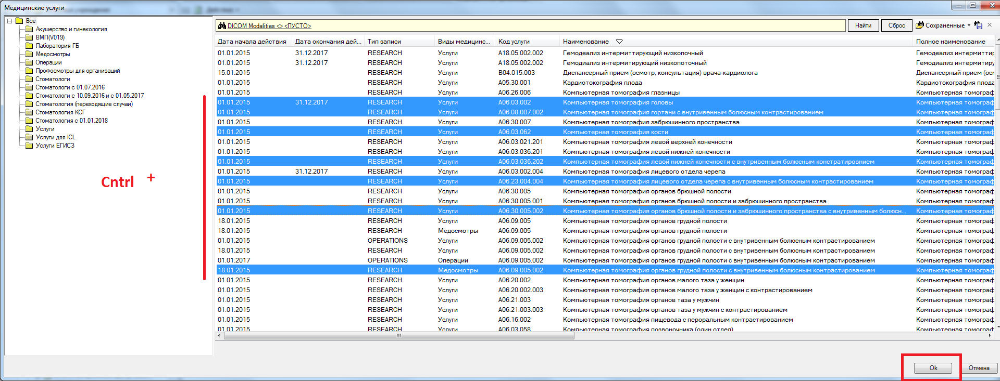 Медицинские услуги
Все
Акушерство и гинекология
ВМП(V019)
Лаборатория ГБ
Медосмотры
Операции
Профосмотры для организаций
Стоматологи
Стоматологи с 01.07.2016
Стоматологи с 10.09.2016 и с 01.05.2017
Стоматология (переходящие случаи)
Стоматология КСГ
Стоматология с 01.01.2018
Услуги
Услуги для ICL
Услуги ЕГИСЗ
Cntrl +
DICOM Modalities <> <ПУСТО> Найти Сброс Сохраненные
Дата начала действия Дата окончания дей... Тип записи Виды медицинс... Код услуги Наименование Полное наименование
01.01.2015 31.12.2017 RESEARCH Услуги A18.05.002.002 Гемодеализ интермиттирующий низкопочный Гемодеализ интермиттир
01.01.2015 31.12.2017 RESEARCH Услуги A18.05.002.002 Гемодиализ интермитирующий низкопоточный Гемодиализ интермитиру
15.01.2015 RESEARCH Услуги B04.015.003 Диспансерный прием (осмотр, консультация) врача-кардиолога Диспансерный прием (осм
01.01.2015 RESEARCH Услуги A05.30.001 Кардиотокография плода Кардиотокография плода
01.01.2015 RESEARCH Услуги A06.26.006 Компьютерная томография глазницы Компьютерная томограф
01.01.2015 31.12.2017 RESEARCH Услуги A06.03.002 Компьютерная томография головы Компьютерная томограф
01.01.2015 RESEARCH Услуги A06.08.007.002 Компьютерная томография гортани с внутривенным болюсным контрастированием Компьютерная томограф
01.01.2015 RESEARCH Услуги A06.30.007 Компьютерная томография забрюшинного пространства Компьютерная томограф
01.01.2015 RESEARCH Услуги A06.03.062 Компьютерная томография кости Компьютерная томограф
01.01.2015 RESEARCH Услуги A06.03.021.201 Компьютерная томография левой верхней конечности Компьютерная томограф
01.01.2015 RESEARCH Услуги A06.03.036.201 Компьютерная томография левой нижней конечности Компьютерная томограф
01.01.2015 RESEARCH Услуги A06.03.036.202 Компьютерная томография левой нижней конечности с внутривенным болюсным констратировнием Компьютерная томограф
01.01.2015 31.12.2017 RESEARCH Услуги A06.03.002.004 Компьютерная томография лицевого отдела черепа Компьютерная томограф
01.01.2015 RESEARCH Услуги A06.23.004.004 Компьютерная томография лицевого отдела черепа с внутривенным болюсным контрастированием Компьютерная томограф
01.01.2015 RESEARCH Услуги A06.30.005 Компьютерная томография органов брюшной полости Компьютерная томограф
01.01.2015 RESEARCH Услуги A06.30.005.001 Компьютерная томография органов брюшной полости и забрюшинного пространства Компьютерная томограф
01.01.2015 RESEARCH Услуги A06.30.005.002 Компьютерная томография органов брюшной полости и забрюшинного пространства с внутривенным болюсн... Компьютерная томограф
18.01.2015 RESEARCH Услуги A06.09.005 Компьютерная томография органов грудной полости Компьютерная томограф
18.01.2015 RESEARCH Медосмотры A06.09.005 Компьютерная томография органов грудной полости Компьютерная томограф
01.01.2015 OPERATIONS Услуги A06.09.005.002 Компьютерная томография органов грудной полости с внутривенным болюсным контрастированием Компьютерная томограф
18.01.2015 RESEARCH Услуги A06.09.005.002 Компьютерная томография органов грудной полости с внутривенным болюсным контрастированием Компьютерная томограф
01.01.2017 OPERATIONS Операции A06.09.005.002 Компьютерная томография органов грудной полости с внутривенным болюсным контрастированием Компьютерная томограф
18.01.2015 RESEARCH Медосмотры A06.09.005.002 Компьютерная томография органов грудной полости с внутривенным болюсным контрастированием Компьютерная томограф
01.01.2015 RESEARCH Услуги A06.20.002 Компьютерная томография органов малого таза у женщин Компьютерная томограф
01.01.2015 RESEARCH Услуги A06.20.002.003 Компьютерная томография органов малого таза у женщин с контрастированием Компьютерная томограф
01.01.2015 RESEARCH Услуги A06.21.003 Компьютерная томография органов таза у мужчин Компьютерная томограф
01.01.2015 RESEARCH Услуги A06.21.003.003 Компьютерная томография органов таза у мужчин с контрастированием Компьютерная томограф
01.01.2015 RESEARCH Услуги A06.16.002 Компьютерная томография пищевода с пероральным контрастированием Компьютерная томограф
01.01.2015 RESEARCH Услуги A06.03.058 Компьютерная томография позвоночника (один отдел) Компьютерная томограф
Ok Отмена